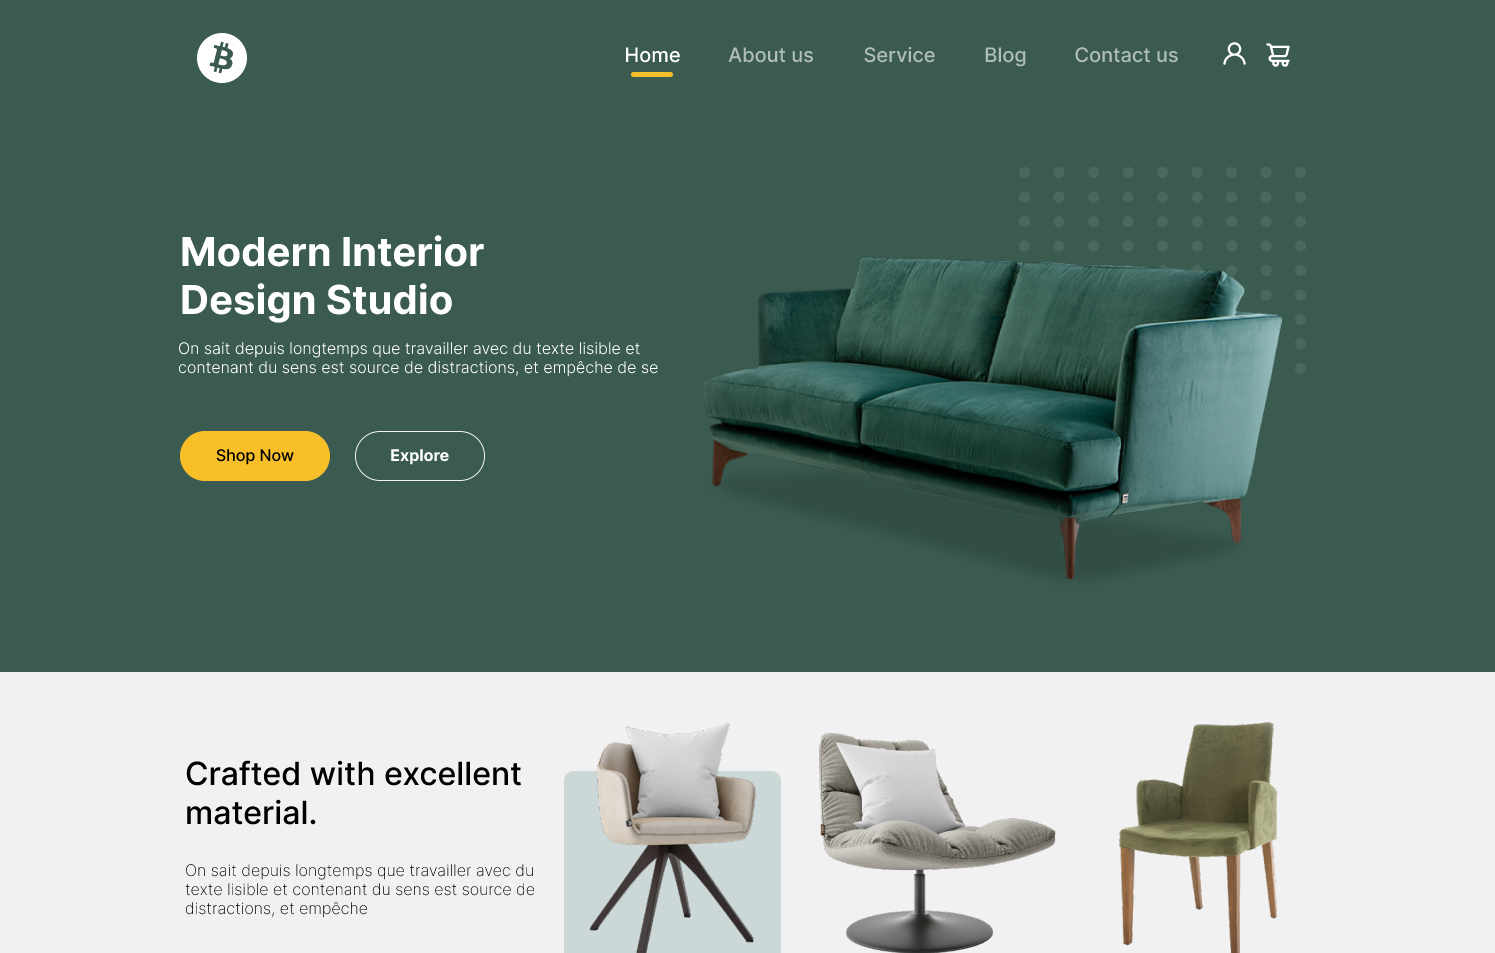 Home
About us
Service
Blog
Contact us
Modern Interior
Design Studio
On sait depuis longtemps que travailler avec du texte lisible et
contenant du sens est source de distractions, et empêche de se
Shop Now
Explore
Crafted with excellent
material.
On sait depuis longtemps que travailler avec du
texte lisible et contenant du sens est source de
distractions, et empêche